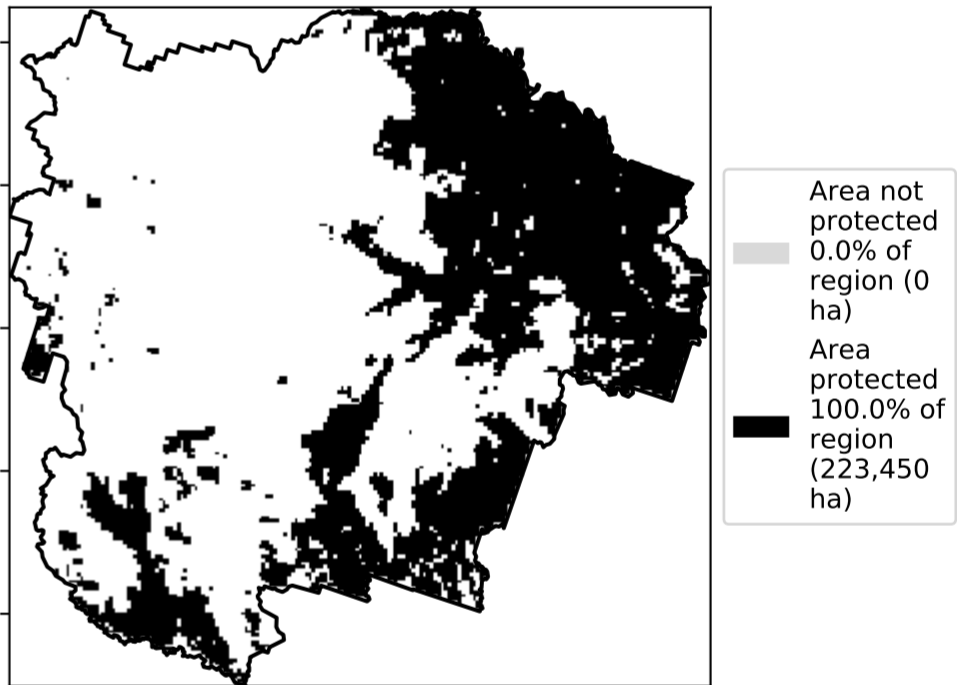 Area not
protected
0.0% of
region (0
ha)
Area
protected
100.0% of
region
(223,450
ha)